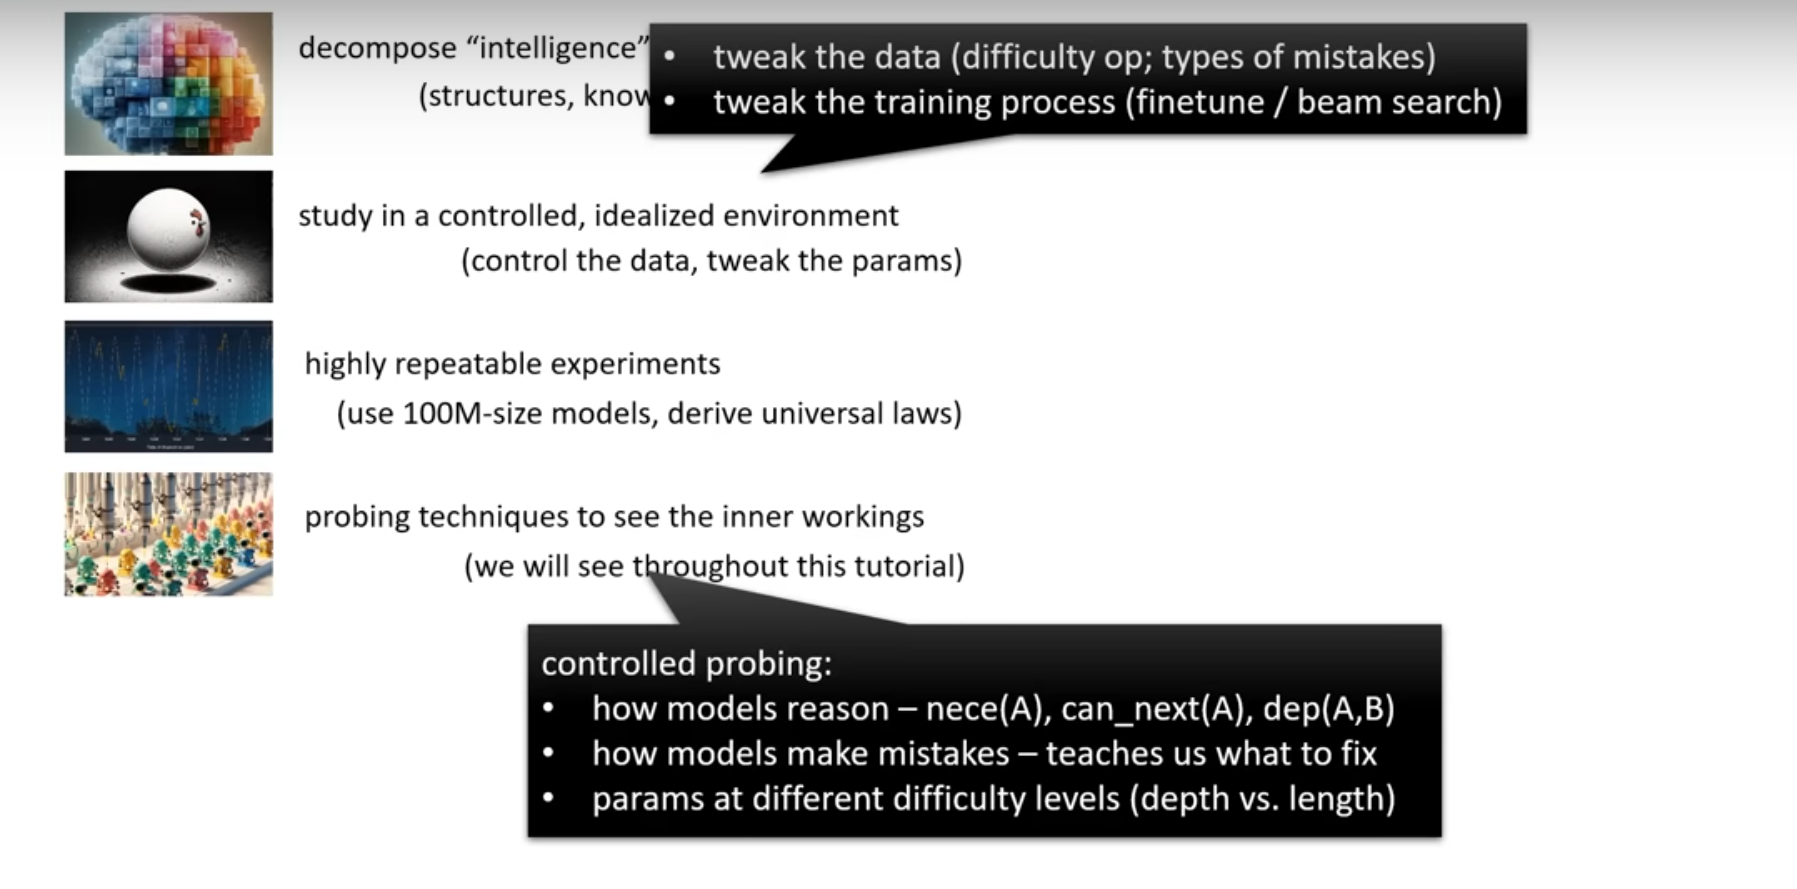 decompose “intelligence”
(structures, know
• tweak the data (difficulty op; types of mistakes)
• tweak the training process (finetune / beam search)
study in a controlled, idealized environment
(control the data, tweak the params)
highly repeatable experiments
(use 100M-size models, derive universal laws)
probing techniques to see the inner workings
(we will see throughout this tutorial)
controlled probing:
• how models reason – nece(A), can_next(A), dep(A,B)
• how models make mistakes – teaches us what to fix
• params at different difficulty levels (depth vs. length)